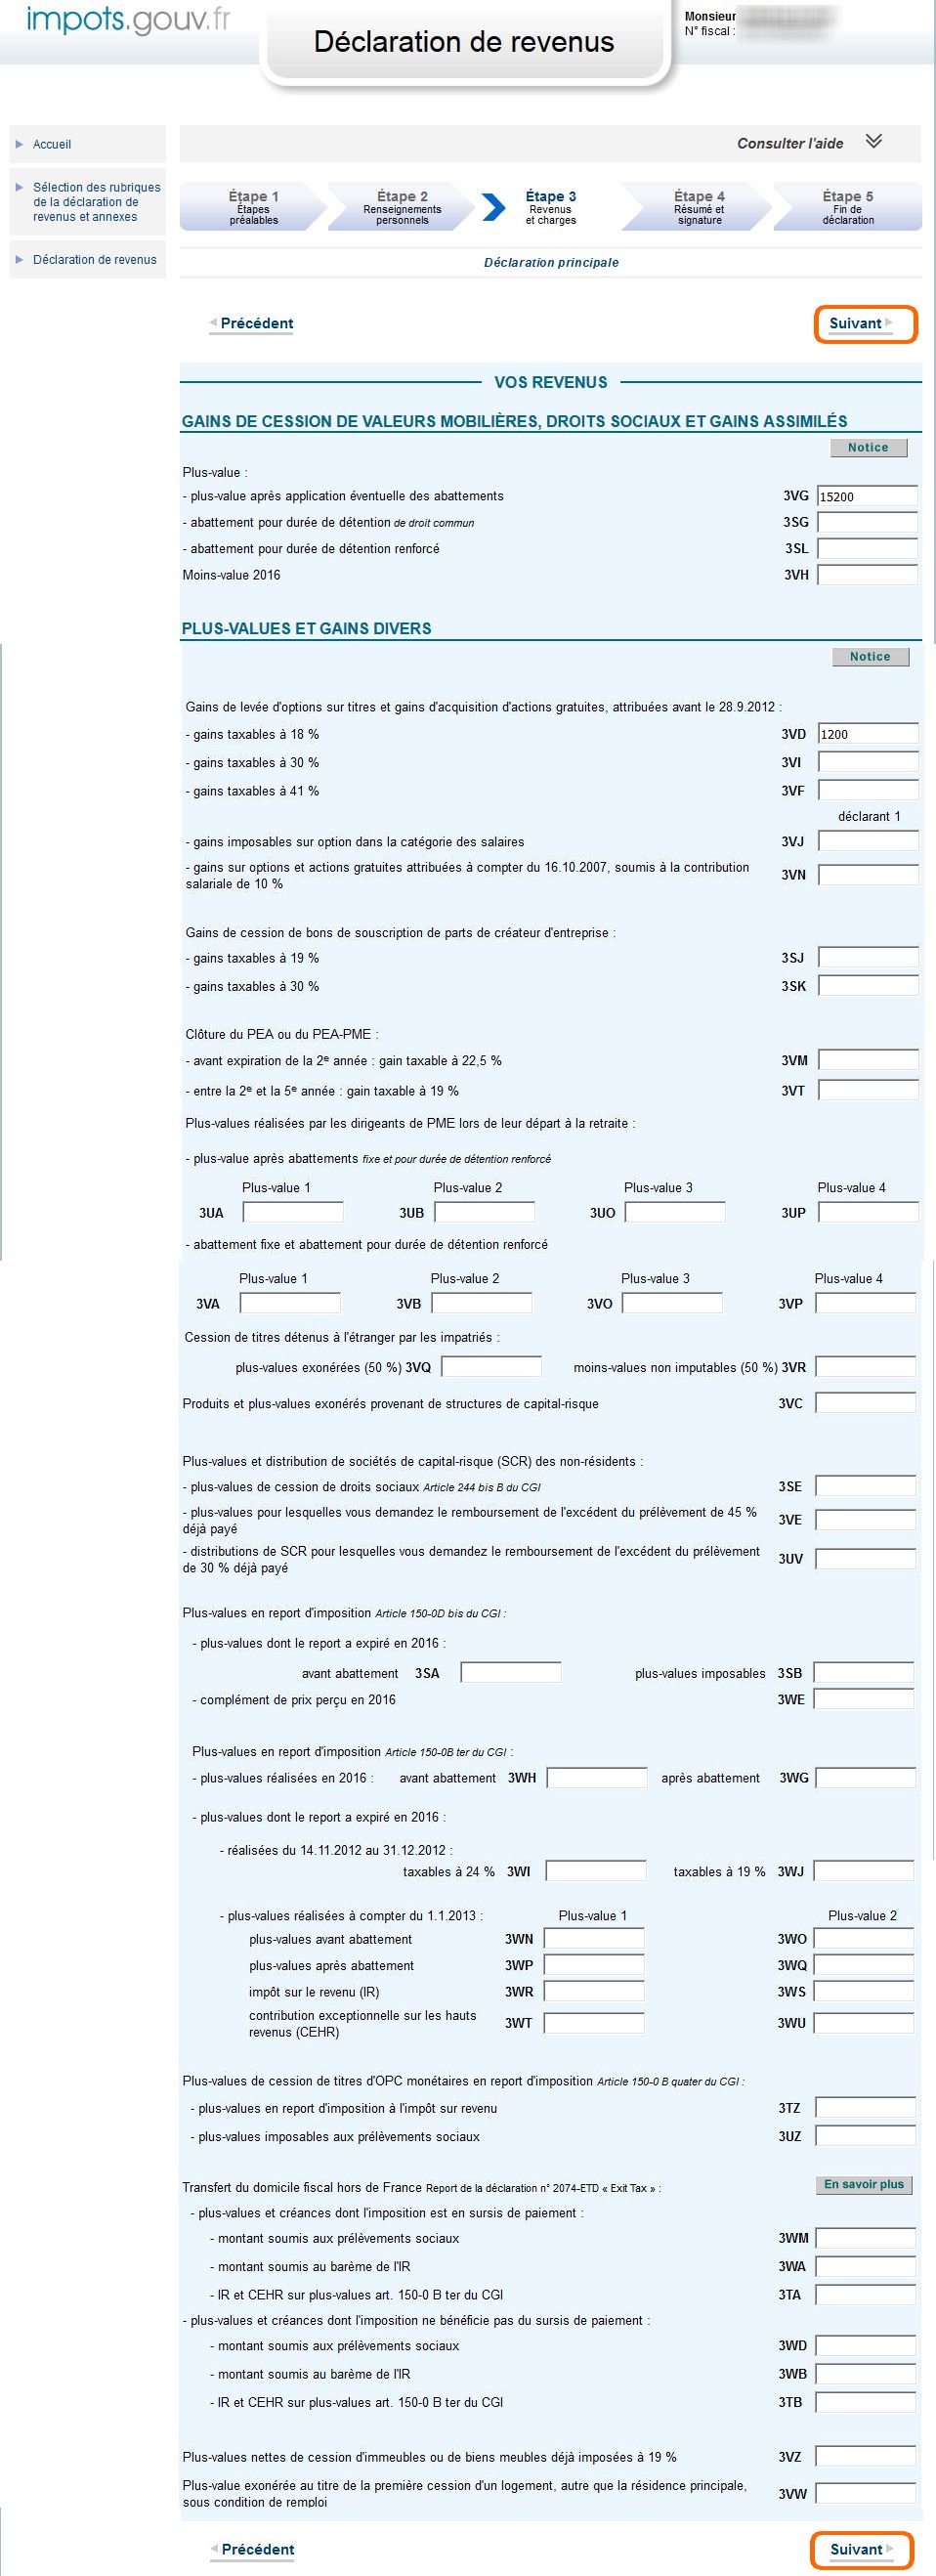 impots.gouv.fr
Déclaration de revenus
Monsieur
N° fiscal :
Accueil
Sélection des rubriques
de la déclaration de
revenus et annexes
Déclaration de revenus
Consulter l'aide
Étape 1
Étapes
préalables
Étape 2
Renseignements
personnels
Étape 3
Revenus
et charges
Étape 4
Résumé et
signature
Étape 5
Fin de
déclaration
Déclaration principale
Précédent Suivant
VOS REVENUS
GAINS DE CESSION DE VALEURS MOBILIÈRES, DROITS SOCIAUX ET GAINS ASSIMILÉS
Notice
Plus-value :
- plus-value après application éventuelle des abattements 3VG 15200
- abattement pour durée de détention de droit commun 3SG
- abattement pour durée de détention renforcé 3SL
Moins-value 2016 3VH
PLUS-VALUES ET GAINS DIVERS
Notice
Gains de levée d'options sur titres et gains d'acquisition d'actions gratuites, attribuées avant le 28.9.2012 :
- gains taxables à 18 % 3VD 1200
- gains taxables à 30 % 3VI
- gains taxables à 41 % 3VF
déclarant 1
- gains imposables sur option dans la catégorie des salaires 3VJ
- gains sur options et actions gratuites attribuées à compter du 16.10.2007, soumis à la contribution
salariale de 10 % 3VN
Gains de cession de bons de souscription de parts de créateur d'entreprise :
- gains taxables à 19 % 3SJ
- gains taxables à 30 % 3SK
Clôture du PEA ou du PEA-PME :
- avant expiration de la 2e année : gain taxable à 22,5 % 3VM
- entre la 2e et la 5e année : gain taxable à 19 % 3VT
Plus-values réalisées par les dirigeants de PME lors de leur départ à la retraite :
- plus-value après abattements fixe et pour durée de détention renforcé
Plus-value 1 Plus-value 2 Plus-value 3 Plus-value 4
3UA 3UB 3UO 3UP
- abattement fixe et abattement pour durée de détention renforcé
Plus-value 1 Plus-value 2 Plus-value 3 Plus-value 4
3VA 3VB 3VO 3VP
Cession de titres détenus à l'étranger par les impatriés :
plus-values exonérées (50 %) 3VQ moins-values non imputables (50 %) 3VR
Produits et plus-values exonérés provenant de structures de capital-risque 3VC
Plus-values et distribution de sociétés de capital-risque (SCR) des non-résidents :
- plus-values de cession de droits sociaux Article 244 bis B du CGI 3SE
- plus-values pour lesquelles vous demandez le remboursement de l'excédent du prélèvement de 45 %
déjà payé 3VE
- distributions de SCR pour lesquelles vous demandez le remboursement de l'excédent du prélèvement
de 30 % déjà payé 3UV
Plus-values en report d'imposition Article 150-0D bis du CGI :
- plus-values dont le report a expiré en 2016 :
avant abattement 3SA plus-values imposables 3SB
- complément de prix perçu en 2016 3WE
Plus-values en report d'imposition Article 150-0B ter du CGI :
- plus-values réalisées en 2016 : avant abattement 3WH après abattement 3WG
- plus-values dont le report a expiré en 2016 :
- réalisées du 14.11.2012 au 31.12.2012 :
taxables à 24 % 3WI taxables à 19 % 3WJ
- plus-values réalisées à compter du 1.1.2013 : Plus-value 1 Plus-value 2
plus-values avant abattement 3WN 3WO
plus-values après abattement 3WP 3WQ
impôt sur le revenu (IR) 3WR 3WS
contribution exceptionnelle sur les hauts
revenus (CEHR) 3WT 3WU
Plus-values de cession de titres d'OPC monétaires en report d'imposition Article 150-0 B quater du CGI :
- plus-values en report d'imposition à l'impôt sur revenu 3TZ
- plus-values imposables aux prélèvements sociaux 3UZ
Transfert du domicile fiscal hors de France Report de la déclaration n° 2074-ETD « Exit Tax » : En savoir plus
- plus-values et créances dont l'imposition est en sursis de paiement :
- montant soumis aux prélèvements sociaux 3WM
- montant soumis au barème de l'IR 3WA
- IR et CEHR sur plus-values art. 150-0 B ter du CGI 3TA
- plus-values et créances dont l'imposition ne bénéficie pas du sursis de paiement :
- montant soumis aux prélèvements sociaux 3WD
- montant soumis au barème de l'IR 3WB
- IR et CEHR sur plus-values art. 150-0 B ter du CGI 3TB
Plus-values nettes de cession d'immeubles ou de biens meubles déjà imposées à 19 % 3VZ
Plus-value exonérée au titre de la première cession d'un logement, autre que la résidence principale,
sous condition de remploi 3VW
Précédent Suivant